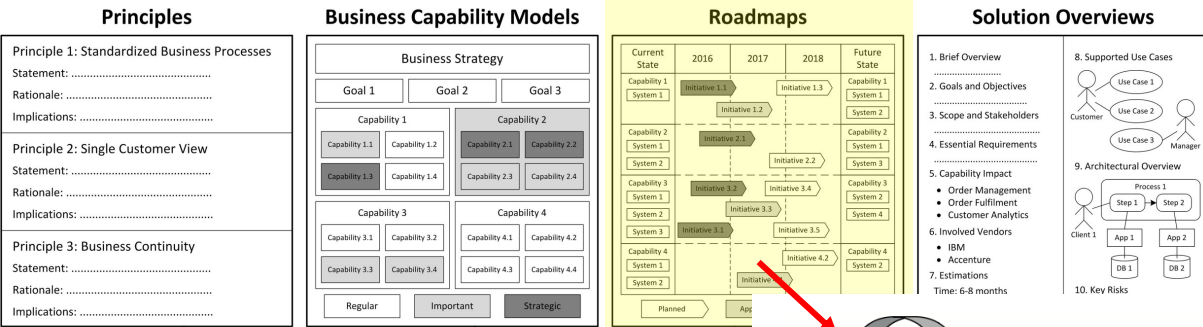 Principles
Principle 1: Standardized Business Processes
Statement: ..........................................
Rationale: ............................................
Implications: ........................................
Principle 2: Single Customer View
Statement: ..........................................
Rationale: ............................................
Implications: ........................................
Principle 3: Business Continuity
Statement: ..........................................
Rationale: ............................................
Implications: ........................................
Business Capability Models
Business Strategy
Goal 1 Goal 2 Goal 3
Capability 1
Capability 1.1 Capability 1.2
Capability 1.3 Capability 1.4
Capability 2
Capability 2.1 Capability 2.2
Capability 2.3 Capability 2.4
Capability 3
Capability 3.1 Capability 3.2
Capability 3.3 Capability 3.4
Capability 4
Capability 4.1 Capability 4.2
Capability 4.3 Capability 4.4
Regular Important Strategic
Roadmaps
Current State 2016 2017 2018 Future State
Capability 1 Capability 1
System 1 Initiative 1.1 Initiative 1.3 System 1
Initiative 1.2 System 2
Capability 2 Capability 2
System 1 Initiative 2.1 System 1
System 2 Initiative 2.2 System 3
Capability 3 Capability 3
System 1 Initiative 3.2 Initiative 3.4 System 1
System 2 Initiative 3.3 System 2
System 3 Initiative 3.1 Initiative 3.5 System 4
Capability 4 Initiative 4.2 Capability 4
System 1 System 2
System 2 Initiative
Planned App
Solution Overviews
1. Brief Overview
..........................
2. Goals and Objectives
....................................
3. Scope and Stakeholders
........................................
4. Essential Requirements
.......................................
5. Capability Impact
• Order Management
• Order Fulfilment
• Customer Analytics
6. Involved Vendors
• IBM
• Accenture
7. Estimations
Time: 6-8 months
8. Supported Use Cases
Use Case 1
Use Case 2
Customer
Use Case 3
Manager
9. Architectural Overview
Process 1
Step 1 Step 2
Client 1
App 1 App 2
DB 1 DB 2
10. Key Risks